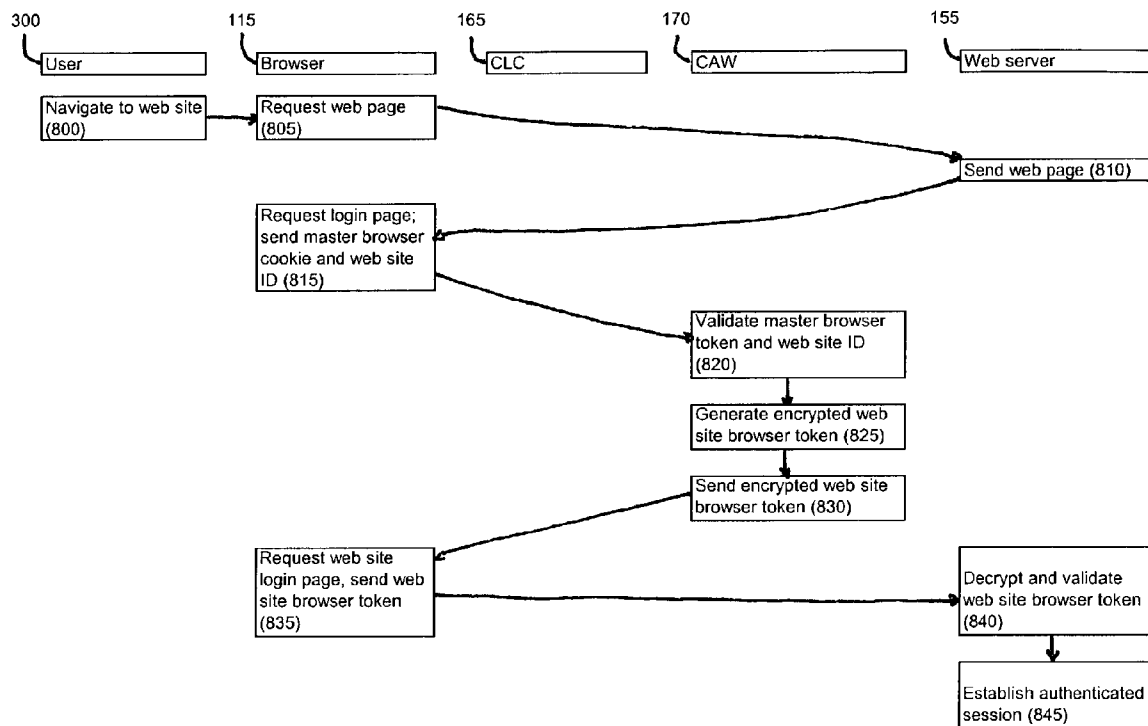 300
115
165
170
155
User
Browser
CLC
CAW
Web server
Navigate to web site
(800)
Request web page
(805)
Send web page (810)
Request login page;
send master browser
cookie and web site
ID (815)
Validate master browser
token and web site ID
(820)
Generate encrypted web
site browser token (825)
Send encrypted web site
browser token (830)
Request web site
login page, send web
site browser token
(835)
Decrypt and validate
web site browser token
(840)
Establish authenticated
session (845)